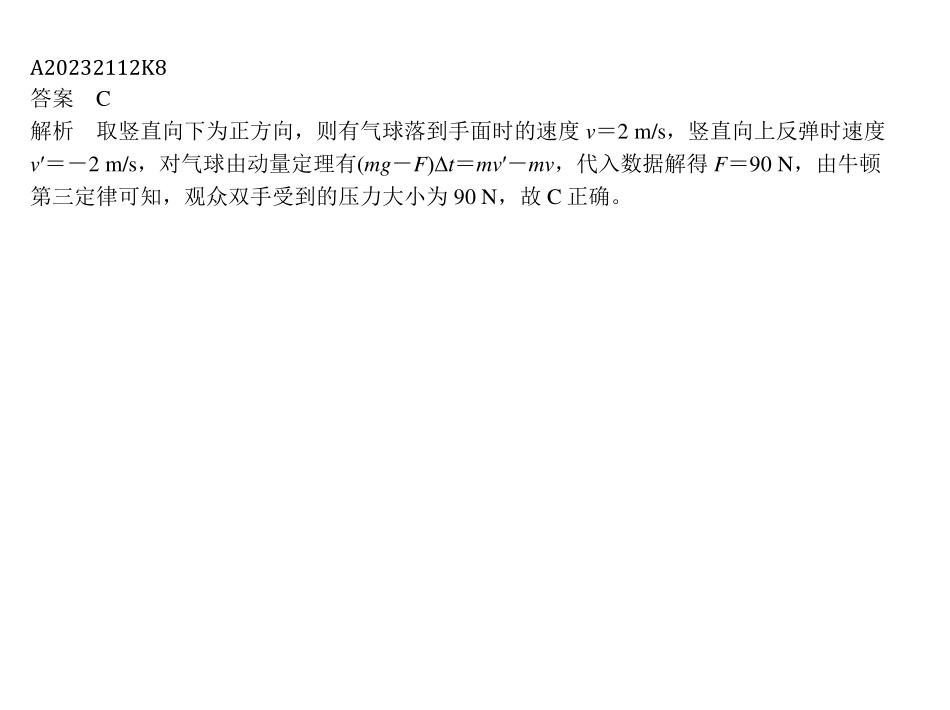 A20232112K8
答案　C
解析　取竖直向下为正方向，则有气球落到手面时的速度 v＝2 m/s，竖直向上反弹时速度
v′＝－2 m/s，对气球由动量定理有(mg－F)Δt＝mv′－mv，代入数据解得 F＝90 N，由牛顿
第三定律可知，观众双手受到的压力大小为 90 N，故 C 正确。